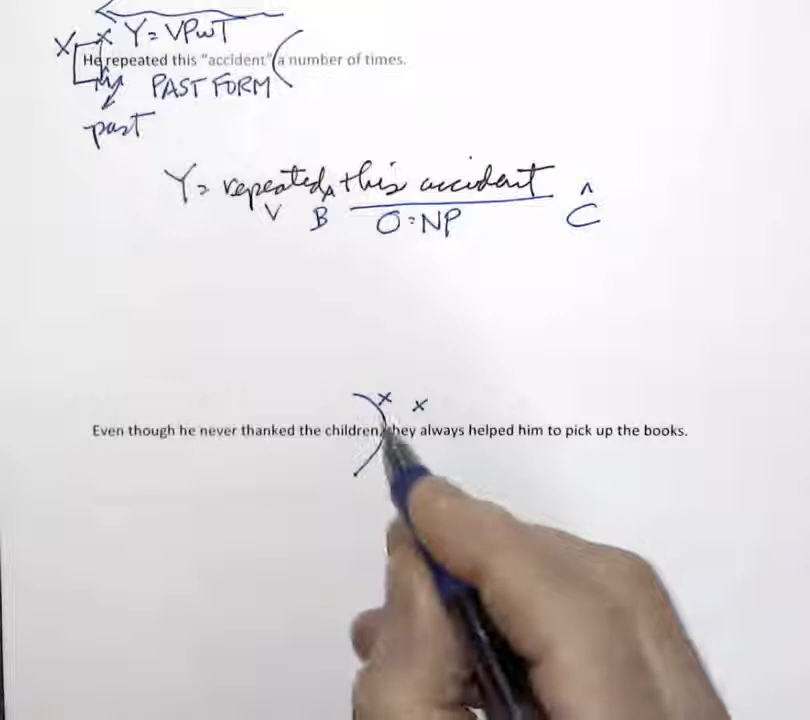 X x Y = VPwT
He repeated this "accident" (a number of times.
PAST FORM
past
Y = repeated this accident
V B O = NP C
x x
Even though he never thanked the children, they always helped him to pick up the books.